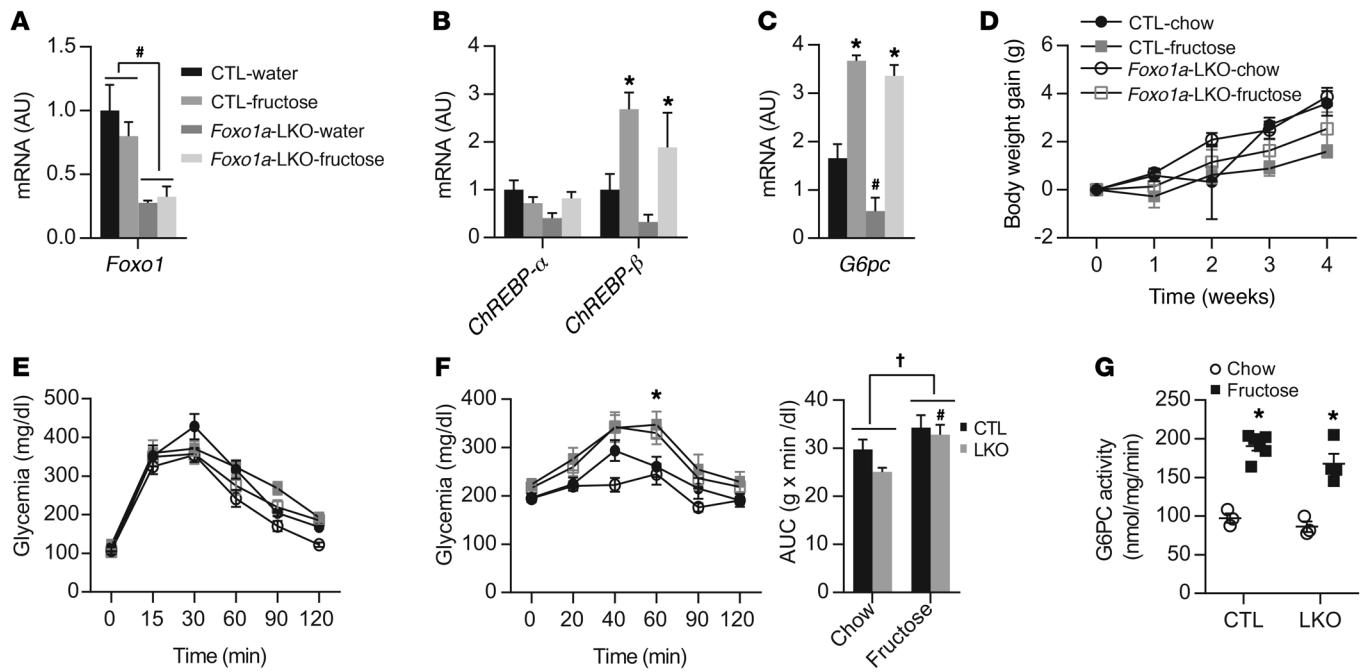 A
mRNA (AU)
1.5
1.0
0.5
0.0
#
Foxo1
CTL-water
CTL-fructose
Foxo1a-LKO-water
Foxo1a-LKO-fructose
B
mRNA (AU)
4
3
2
1
0
*
*
ChREBP-α
ChREBP-β
C
mRNA (AU)
4
3
2
1
0
*
#
*
G6pc
D
CTL-chow
CTL-fructose
Foxo1a-LKO-chow
Foxo1a-LKO-fructose
Body weight gain (g)
6
4
2
0
-2
0 1 2 3 4
Time (weeks)
E
Glycemia (mg/dl)
500
400
300
200
100
0
0 15 30 60 90 120
Time (min)
F
Glycemia (mg/dl)
400
300
200
100
0
*
0 20 40 60 90 120
Time (min)
AUC (g x min /dl)
40
30
20
10
0
†
#
CTL
LKO
Chow
Fructose
G
Chow
Fructose
G6PC activity
(nmol/mg/min)
250
200
150
100
50
0
*
*
CTL LKO